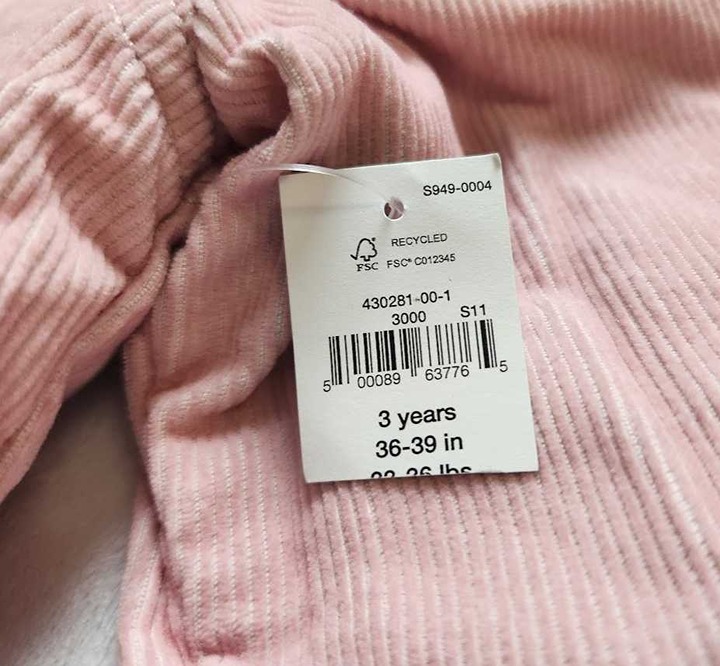 S949-0004
RECYCLED
FSC
FSC® C012345
430281-00-1
3000 S11
5 00089 63776 5
3 years
36-39 in
lbs